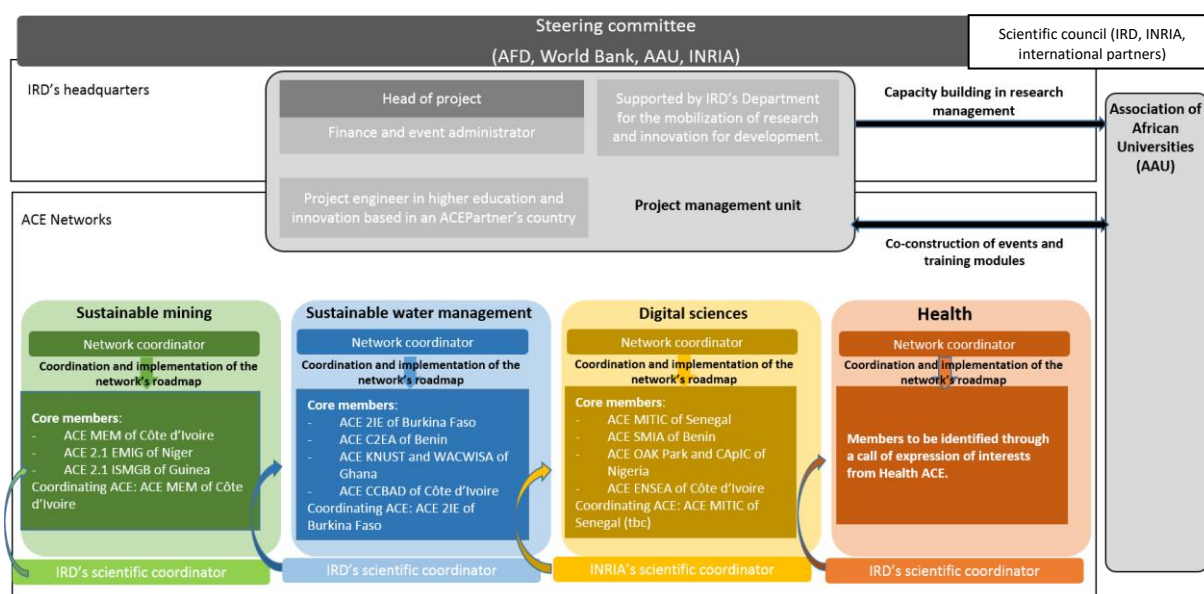 Steering committee
(AFD, World Bank, AAU, INRIA)
Scientific council (IRD, INRIA,
international partners)
IRD's headquarters
Head of project
Finance and event administrator
Supported by IRD's Department
for the mobilization of research
and innovation for development.
Capacity building in research
management
Association of
African
Universities
(AAU)
Project engineer in higher education and
innovation based in an ACEPartner's country
Project management unit
ACE Networks
Co-construction of events and
training modules
Sustainable mining
Network coordinator
Coordination and implementation of the
network's roadmap
Core members:
- ACE MEM of Côte d'Ivoire
- ACE 2.1 EMIG of Niger
- ACE 2.1 ISMGB of Guinea
Coordinating ACE: ACE MEM of Côte
d'Ivoire
IRD's scientific coordinator
Sustainable water management
Network coordinator
Coordination and implementation of the
network's roadmap
Core members:
- ACE 2IE of Burkina Faso
- ACE C2EA of Benin
- ACE KNUST and WACWISA of
Ghana
- ACE CCBAD of Côte d'Ivoire
Coordinating ACE: ACE 2IE of
Burkina Faso
IRD's scientific coordinator
Digital sciences
Network coordinator
Coordination and implementation of the
network's roadmap
Core members:
- ACE MITIC of Senegal
- ACE SMIA of Benin
- ACE OAK Park and CApIC of
Nigeria
- ACE ENSEA of Côte d'Ivoire
Coordinating ACE: ACE MITIC of
Senegal (tbc)
INRIA's scientific coordinator
Health
Network coordinator
Coordination and implementation of the
network's roadmap
Members to be identified through
a call of expression of interests
from Health ACE.
IRD's scientific coordinator